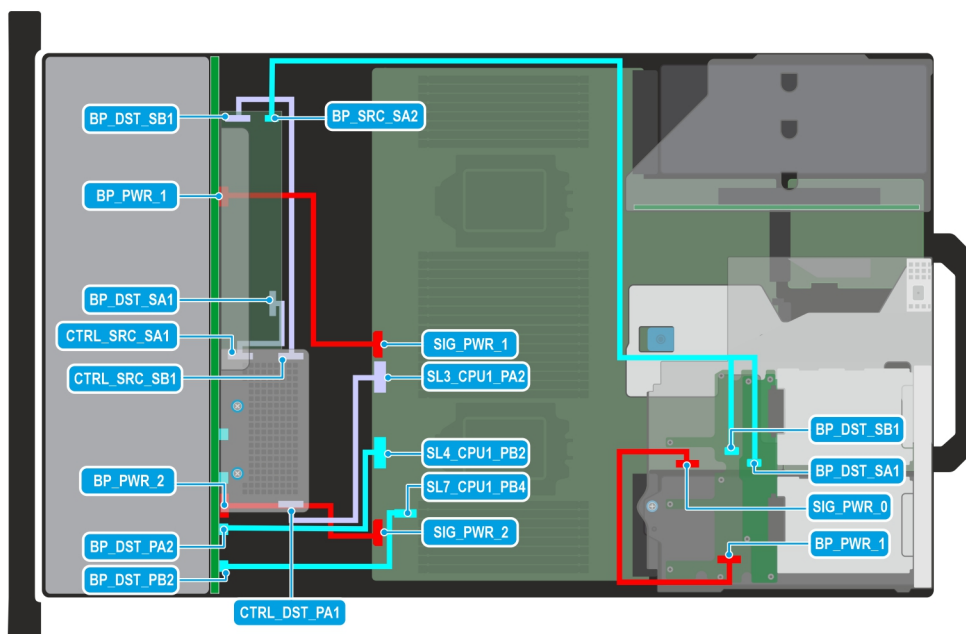 BP_DST_SB1
BP_SRC_SA2
BP_PWR_1
BP_DST_SA1
CTRL_SRC_SA1
SIG_PWR_1
CTRL_SRC_SB1
SL3_CPU1_PA2
BP_DST_SB1
SL4_CPU1_PB2
BP_DST_SA1
BP_PWR_2
SL7_CPU1_PB4
SIG_PWR_0
SIG_PWR_2
BP_DST_PA2
BP_PWR_1
BP_DST_PB2
CTRL_DST_PA1